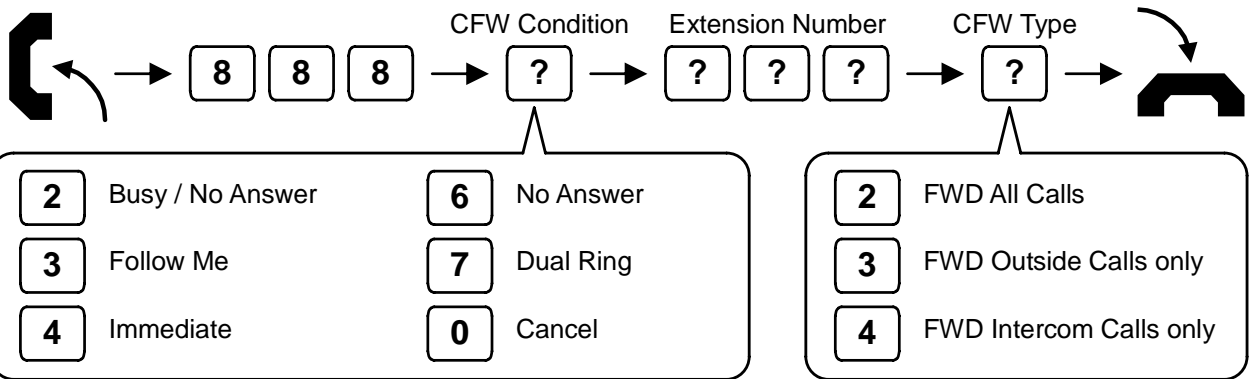 CFW Condition Extension Number CFW Type
8 8 8 ? ? ? ? ?
2 Busy / No Answer 6 No Answer 2 FWD All Calls
3 Follow Me 7 Dual Ring 3 FWD Outside Calls only
4 Immediate 0 Cancel 4 FWD Intercom Calls only